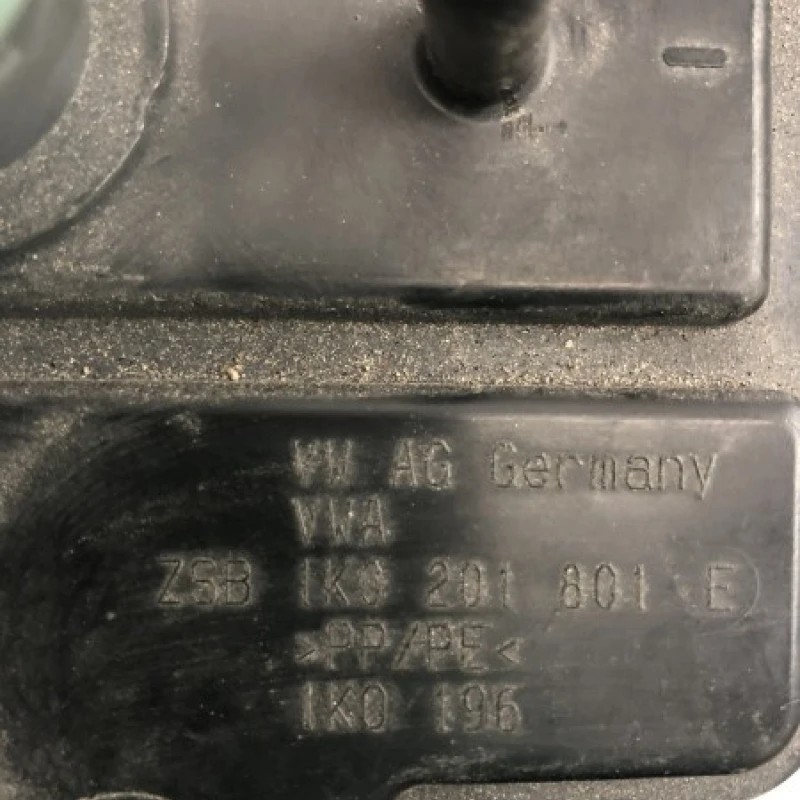 VW AG Germany
VWA
ZSB 1K0 201 801 E
>PP/PE<
1K0 196